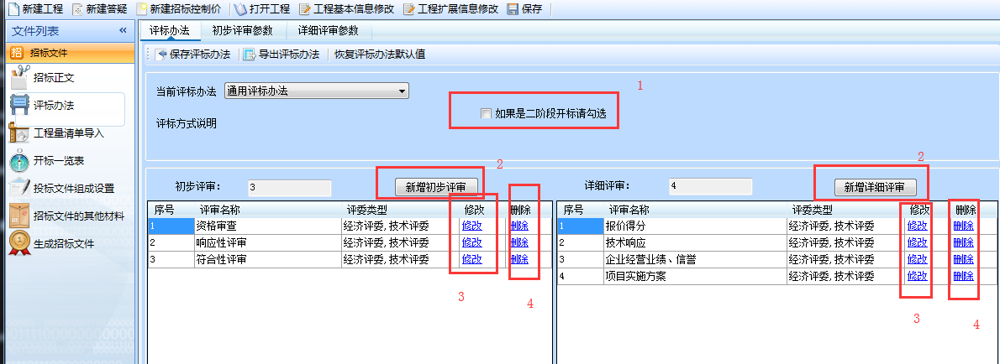 新建工程 新建答疑 新建招标控制价 打开工程 工程基本信息修改 工程扩展信息修改 保存
文件列表 «
招 招标文件
招标正文
评标办法
工程量清单导入
开标一览表
投标文件组成设置
招标文件的其他材料
1 生成招标文件
评标办法 初步评审参数 详细评审参数
保存评标办法 导出评标办法 恢复评标办法默认值
当前评标办法 通用评标办法
1
如果是二阶段开标请勾选
评标方式说明
2
初步评审： 3 新增初步评审
序号 评审名称 评委类型 修改 删除
1 资格审查 经济评委,技术评委 修改 删除
2 响应性评审 经济评委,技术评委 修改 删除
3 符合性评审 经济评委,技术评委 修改 删除
3
4
2
详细评审： 4 新增详细评审
序号 评审名称 评委类型 修改 删除
1 报价得分 经济评委,技术评委 修改 删除
2 技术响应 经济评委,技术评委 修改 删除
3 企业经营业绩、信誉 经济评委,技术评委 修改 删除
4 项目实施方案 经济评委,技术评委 修改 删除
3
4